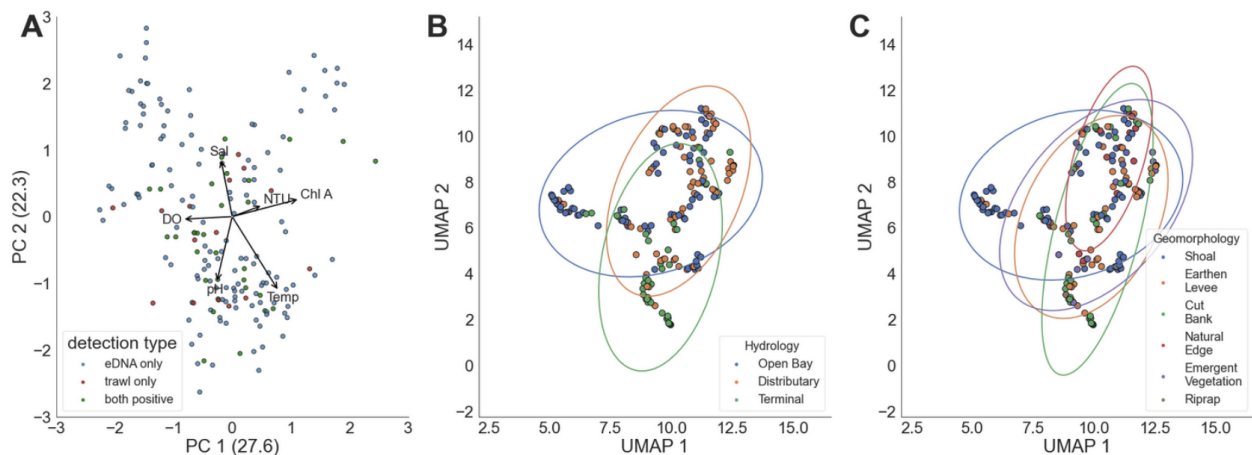 A
3
2
1
0
−1
−2
−3
−3
−2
−1
0
1
2
3
PC 2 (22.3)
PC 1 (27.6)
Sal
NTU
Chl A
DO
pH
Temp
detection type
eDNA only
trawl only
both positive
B
14
12
10
8
6
4
2
0
−2
2.5
5.0
7.5
10.0
12.5
15.0
UMAP 2
UMAP 1
Hydrology
Open Bay
Distributary
Terminal
C
14
12
10
8
6
4
2
0
−2
2.5
5.0
7.5
10.0
12.5
15.0
UMAP 2
UMAP 1
Geomorphology
Shoal
Earthen
Levee
Cut
Bank
Natural
Edge
Emergent
Vegetation
Riprap